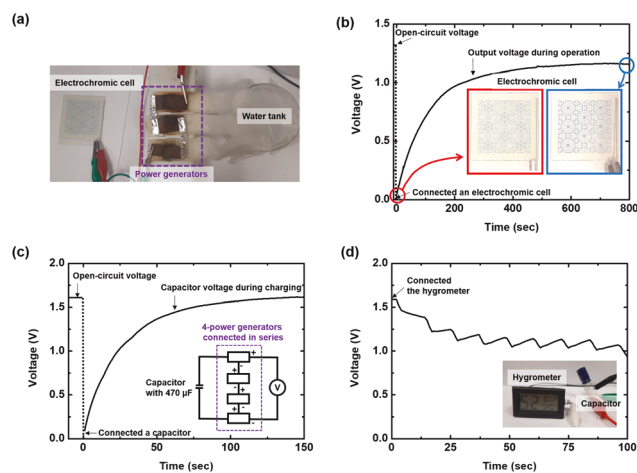 (a)
Electrochromic cell
Water tank
Power generators
(b)
1.5
1.0
0.5
0.0
Voltage (V)
Open-circuit voltage
Output voltage during operation
Electrochromic cell
Connected an electrochromic cell
0
200
400
600
800
Time (sec)
(c)
2.0
1.5
1.0
0.5
0.0
Voltage (V)
Open-circuit voltage
Capacitor voltage during charging
4-power generators
connected in series
Capacitor
with 470 µF
+
-
+
-
-
+
+
-
V
Connected a capacitor
0
50
100
150
Time (sec)
(d)
2.0
1.5
1.0
0.5
0.0
Voltage (V)
Connected
the hygrometer
Hygrometer
Capacitor
0
25
50
75
100
Time (sec)